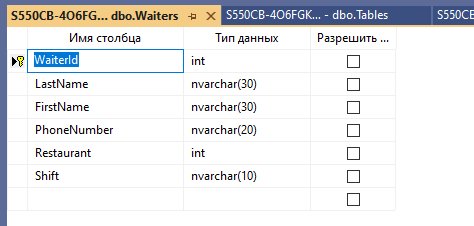 S550CB-4O6FG... dbo.Waiters S550CB-4O6FGK... - dbo.Tables S550CB
Имя столбца Тип данных Разрешить ...
WaiterId int
LastName nvarchar(30)
FirstName nvarchar(30)
PhoneNumber nvarchar(20)
Restaurant int
Shift nvarchar(10)